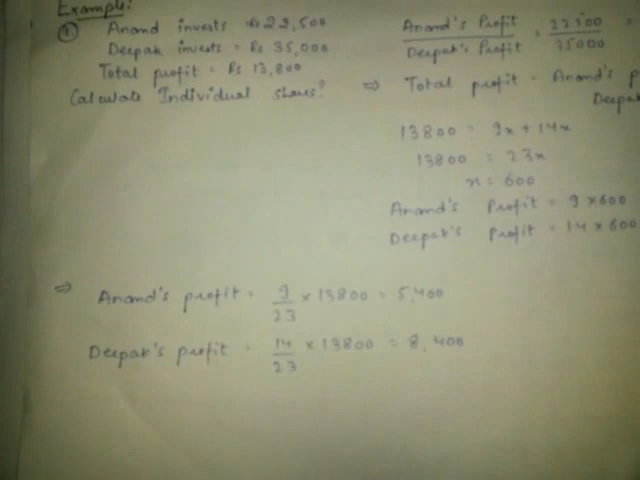 Example:
① Anand invests = Rs 22,500
Deepak invests = Rs 35,000
Total profit = Rs 13,800
Calculate Individual shares?
Anand's Profit / Deepak's Profit = 22500 / 35000 =
⇒ Total profit = Anand's p
Deepak
13800 = 9x + 14x
13800 = 23x
x = 600
Anand's Profit = 9 × 600
Deepak's Profit = 14 × 600
⇒ Anand's profit = 9/23 × 13800 = 5,400
Deepak's profit = 14/23 × 13800 = 8,400